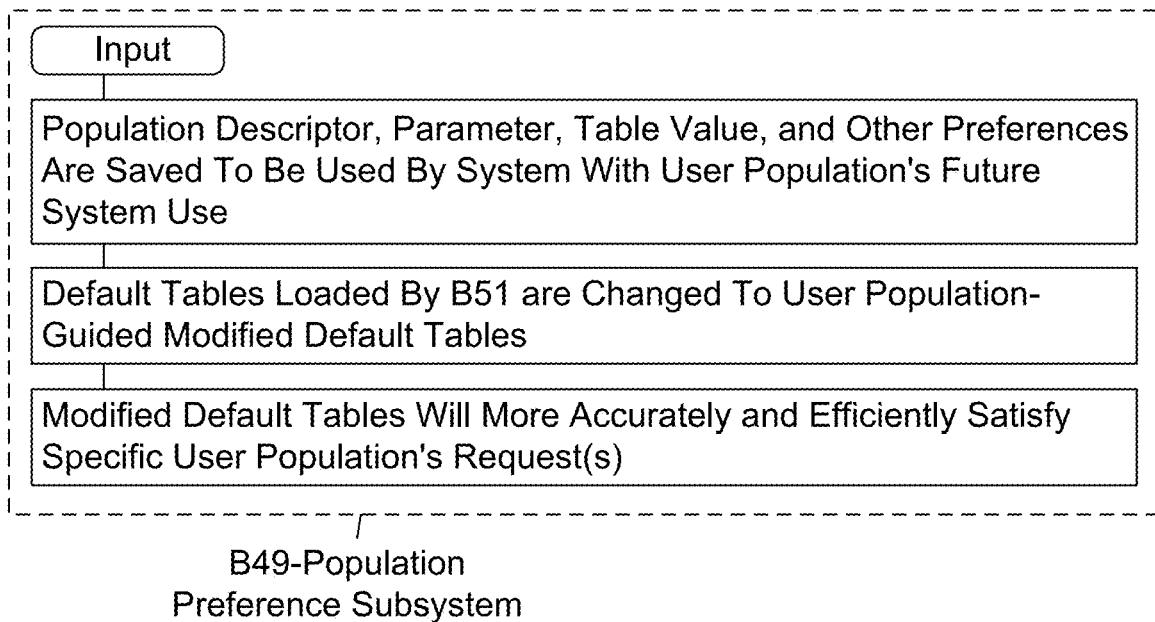 Input
Population Descriptor, Parameter, Table Value, and Other Preferences
Are Saved To Be Used By System With User Population's Future
System Use
Default Tables Loaded By B51 are Changed To User Population-
Guided Modified Default Tables
Modified Default Tables Will More Accurately and Efficiently Satisfy
Specific User Population's Request(s)
B49-Population
Preference Subsystem